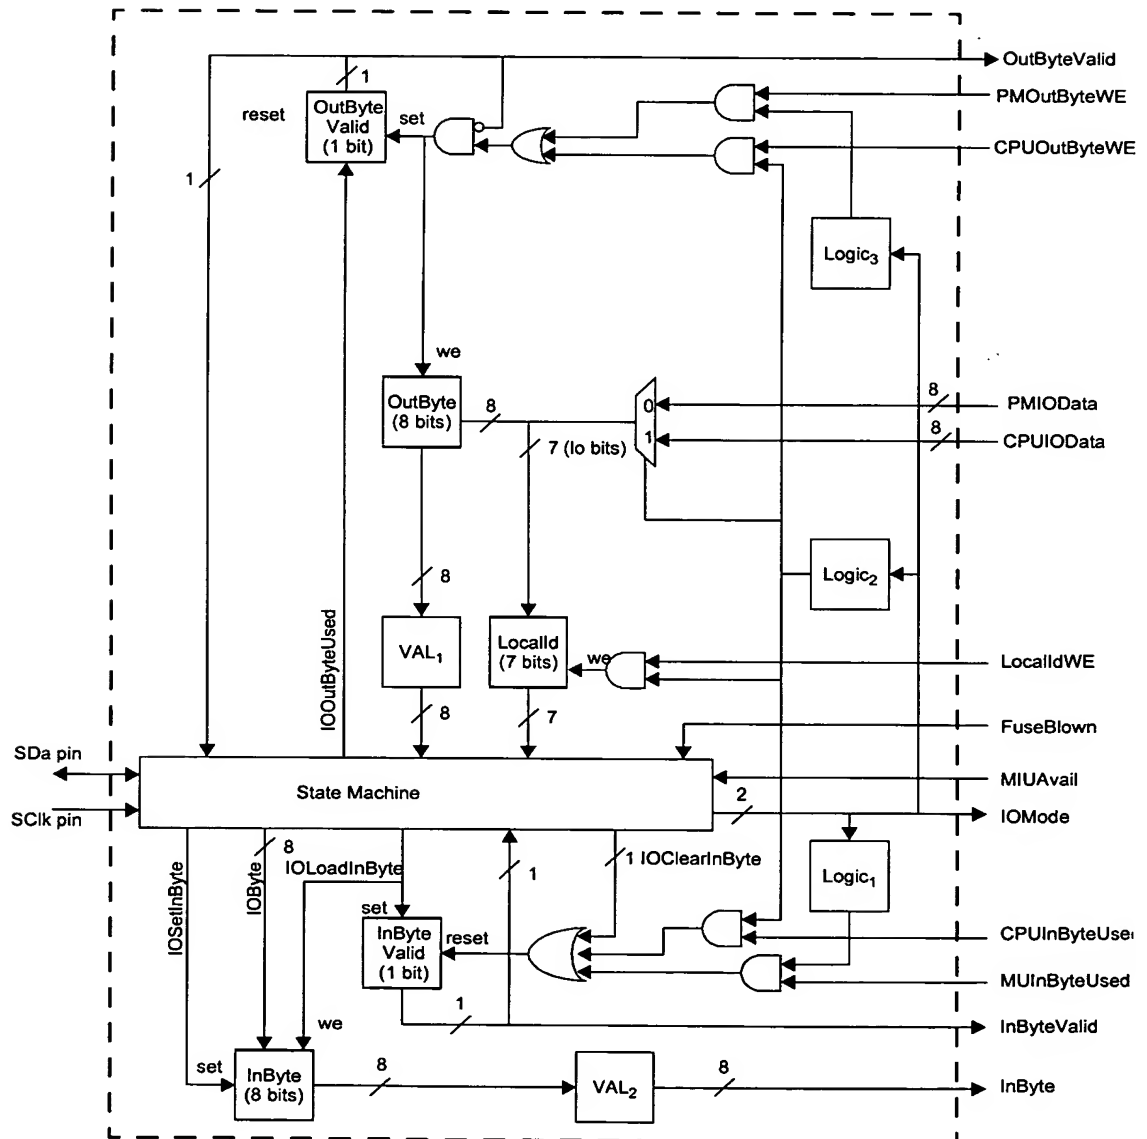 OutByteValid
1
reset
OutByte
Valid
(1 bit)
set
PMOutByteWE
CPUOutByteWE
1
Logic3
we
OutByte
(8 bits)
8
7 (lo bits)
0
1
8
PMIOData
8
CPUIOData
8
Logic2
IOOutByteUsed
VAL1
LocalId
(7 bits)
we
LocalIdWE
8
7
FuseBlown
SDa pin
SClk pin
State Machine
MIUAvail
2
IOMode
IOSetInByte
IOByte
8
IOLoadInByte
1
1
IOClearInByte
Logic1
set
InByte
Valid
(1 bit)
reset
CPUInByteUse
MUInByteUsed
1
InByteValid
we
set
InByte
(8 bits)
8
VAL2
8
InByte